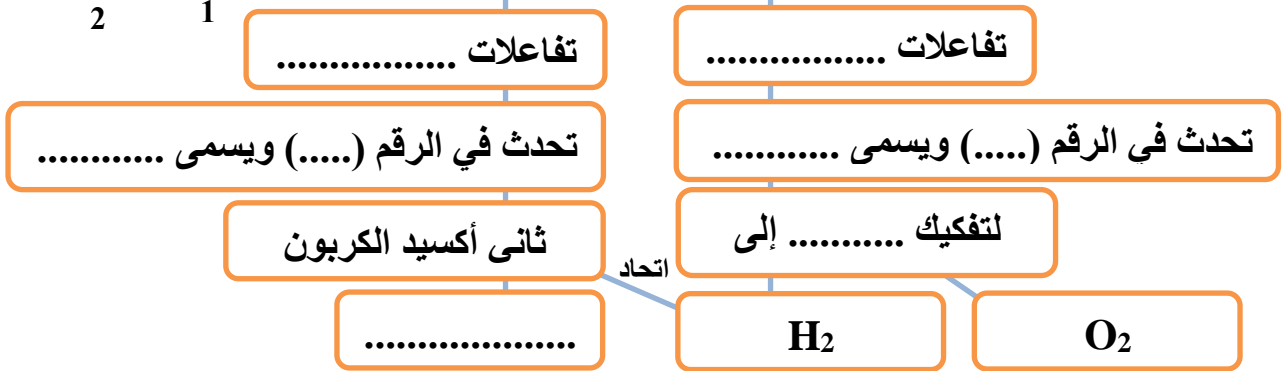 2 1
تفاعلات .................
تفاعلات .................
تحدث في الرقم (.....) ويسمى ............
تحدث في الرقم (.....) ويسمى ............
لتفكيك ........... إلى
ثانى أكسيد الكربون
اتحاد
O2
H2
....................